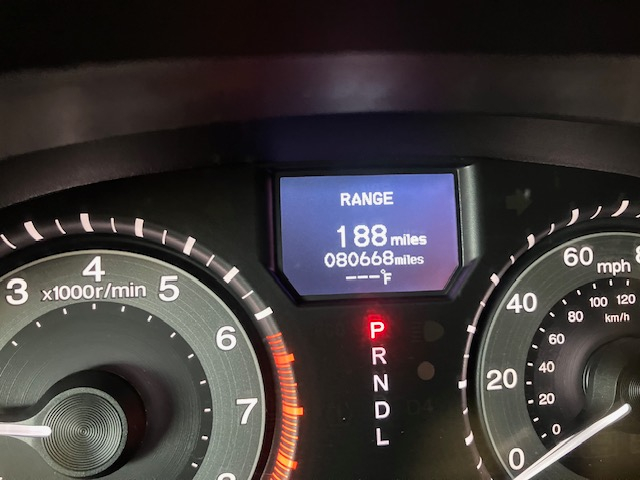 RANGE
188 miles
080668 miles
---°F
P
R
N
D
L
3
4
5
6
7
x1000r/min
0
20
40
60
mph
0
20
40
60
80
100
120
km/h